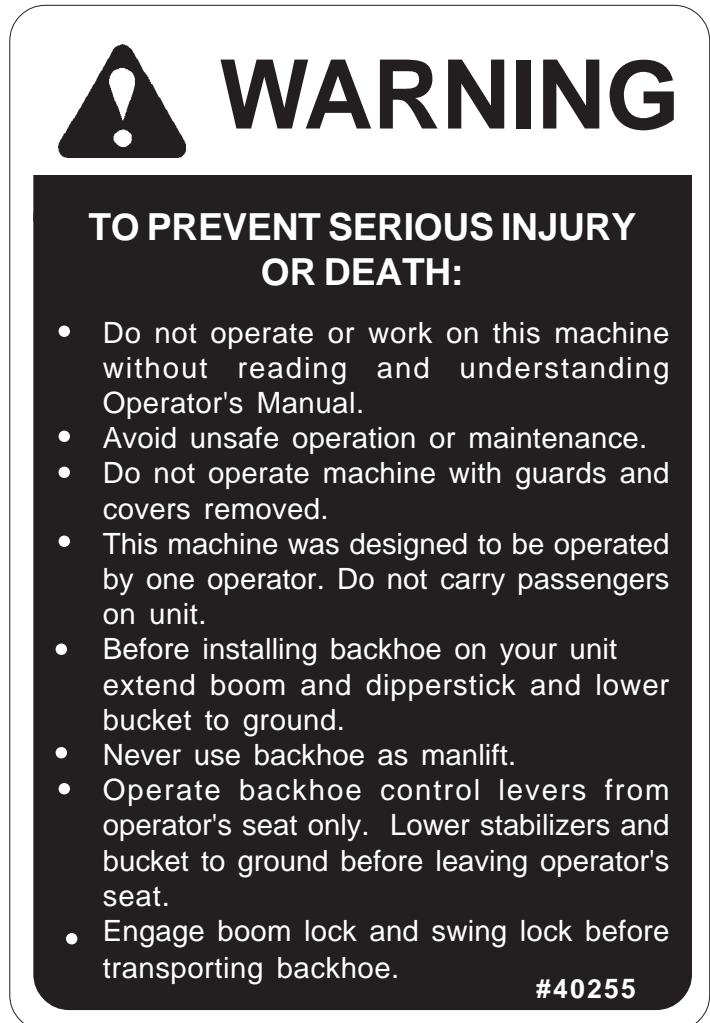 WARNING
TO PREVENT SERIOUS INJURY
OR DEATH:
• Do not operate or work on this machine
without reading and understanding
Operator's Manual.
• Avoid unsafe operation or maintenance.
• Do not operate machine with guards and
covers removed.
• This machine was designed to be operated
by one operator. Do not carry passengers
on unit.
• Before installing backhoe on your unit
extend boom and dipperstick and lower
bucket to ground.
• Never use backhoe as manlift.
• Operate backhoe control levers from
operator's seat only. Lower stabilizers and
bucket to ground before leaving operator's
seat.
• Engage boom lock and swing lock before
transporting backhoe.
#40255